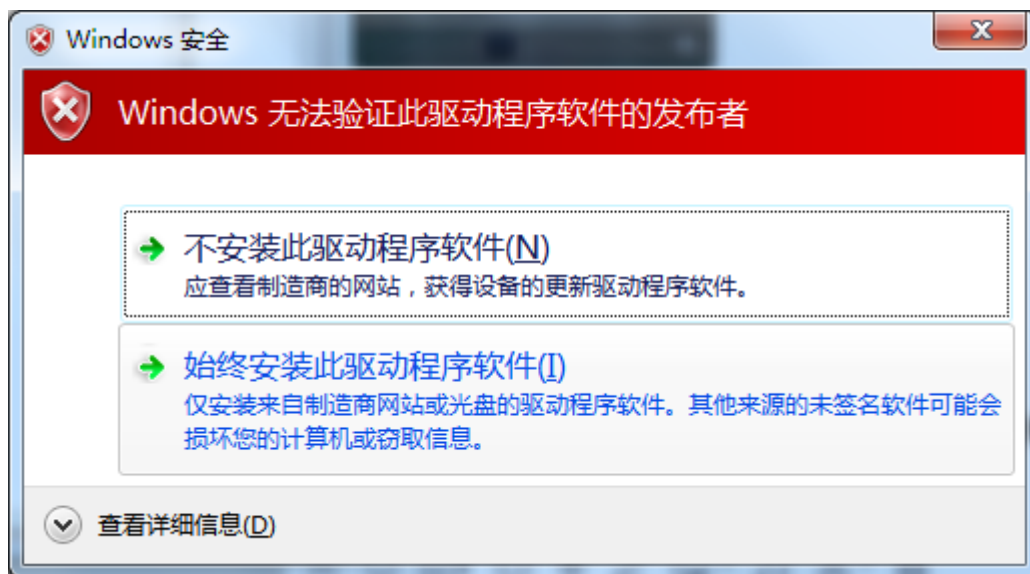 Windows 安全
Windows 无法验证此驱动程序软件的发布者
不安装此驱动程序软件(N)
应查看制造商的网站，获得设备的更新驱动程序软件。
始终安装此驱动程序软件(I)
仅安装来自制造商网站或光盘的驱动程序软件。其他来源的未签名软件可能会
损坏您的计算机或窃取信息。
查看详细信息(D)